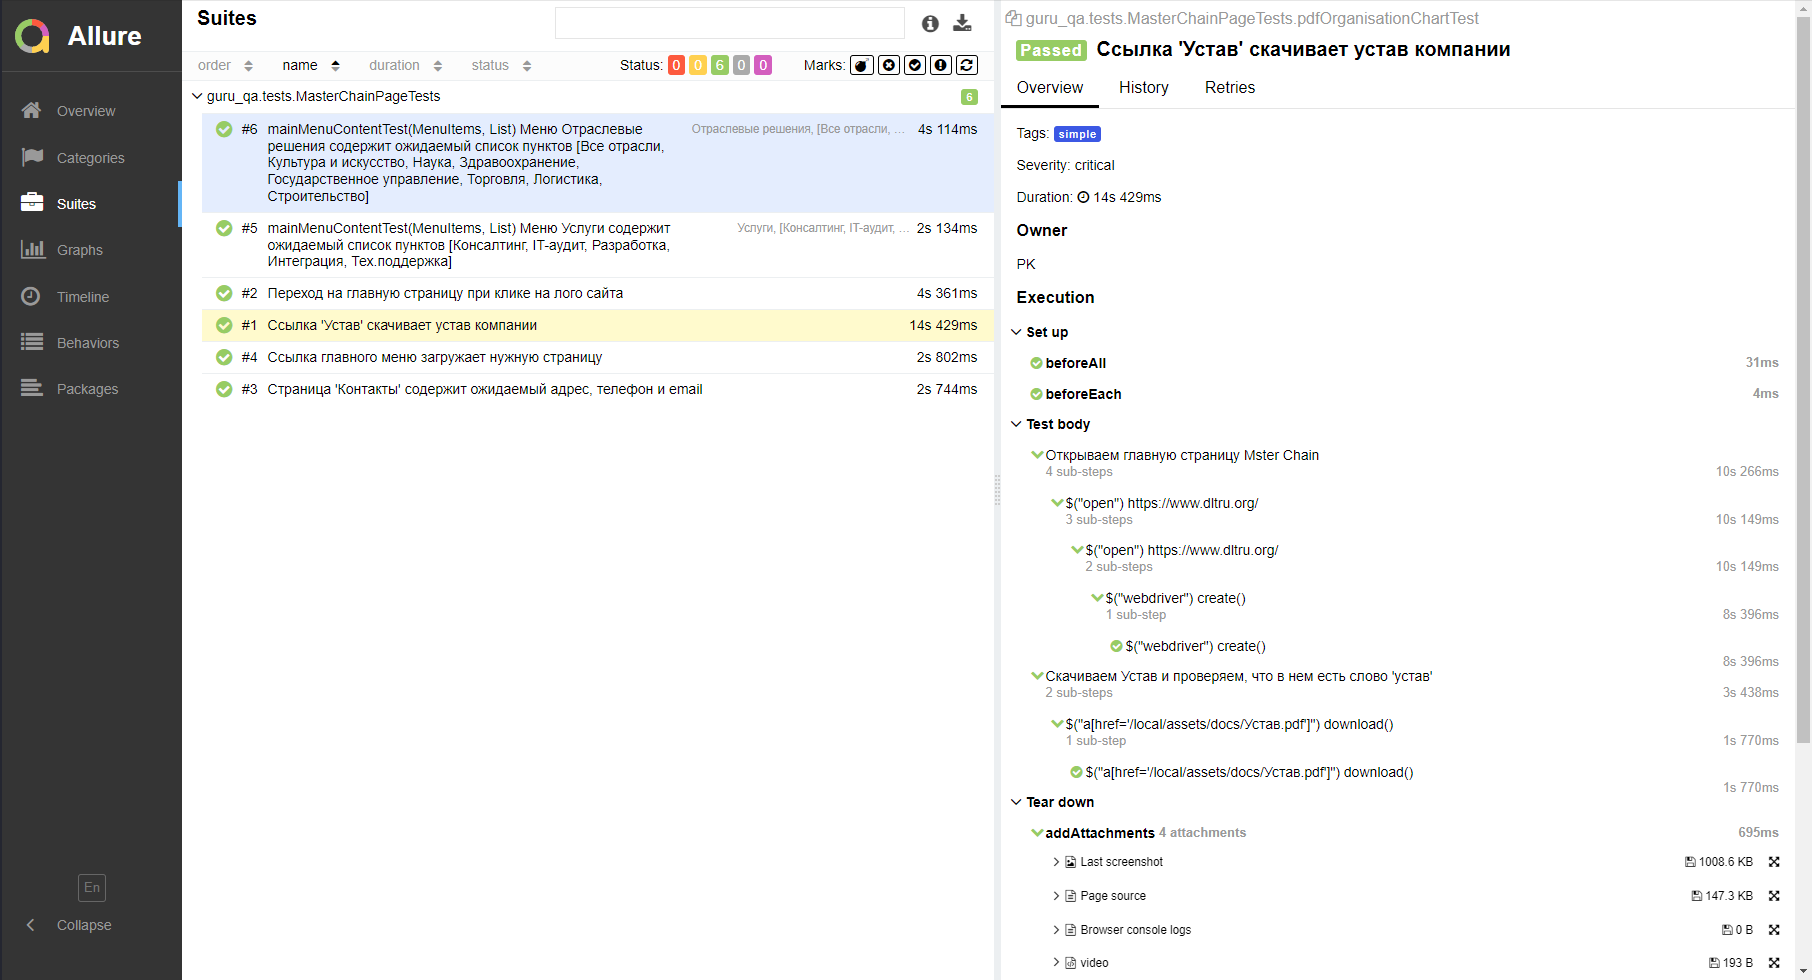 Allure
Overview
Categories
Suites
Graphs
Timeline
Behaviors
Packages
En
Collapse
Suites
order name duration status Status: 0 0 6 0 0 Marks:
guru_qa.tests.MasterChainPageTests 6
#6 mainMenuContentTest(MenuItems, List) Меню Отраслевые Отраслевые решения, [Все отрасли, ... 4s 114ms
решения содержит ожидаемый список пунктов [Все отрасли,
Культура и искусство, Наука, Здравоохранение,
Государственное управление, Торговля, Логистика,
Строительство]
#5 mainMenuContentTest(MenuItems, List) Меню Услуги содержит Услуги, [Консалтинг, IT-аудит, ... 2s 134ms
ожидаемый список пунктов [Консалтинг, IT-аудит, Разработка,
Интеграция, Тех.поддержка]
#2 Переход на главную страницу при клике на лого сайта 4s 361ms
#1 Ссылка 'Устав' скачивает устав компании 14s 429ms
#4 Ссылка главного меню загружает нужную страницу 2s 802ms
#3 Страница 'Контакты' содержит ожидаемый адрес, телефон и email 2s 744ms
guru_qa.tests.MasterChainPageTests.pdfOrganisationChartTest
Passed Ссылка 'Устав' скачивает устав компании
Overview History Retries
Tags: simple
Severity: critical
Duration: 14s 429ms
Owner
PK
Execution
Set up
beforeAll 31ms
beforeEach 4ms
Test body
Открываем главную страницу Mster Chain
4 sub-steps 10s 266ms
$("open") https://www.dltru.org/
3 sub-steps 10s 149ms
$("open") https://www.dltru.org/
2 sub-steps 10s 149ms
$("webdriver") create()
1 sub-step 8s 396ms
$("webdriver") create()
8s 396ms
Скачиваем Устав и проверяем, что в нем есть слово 'устав'
2 sub-steps 3s 438ms
$("a[href='/local/assets/docs/Устав.pdf']") download()
1 sub-step 1s 770ms
$("a[href='/local/assets/docs/Устав.pdf']") download()
1s 770ms
Tear down
addAttachments 4 attachments 695ms
Last screenshot 1008.6 KB
Page source 147.3 KB
Browser console logs 0 B
video 193 B